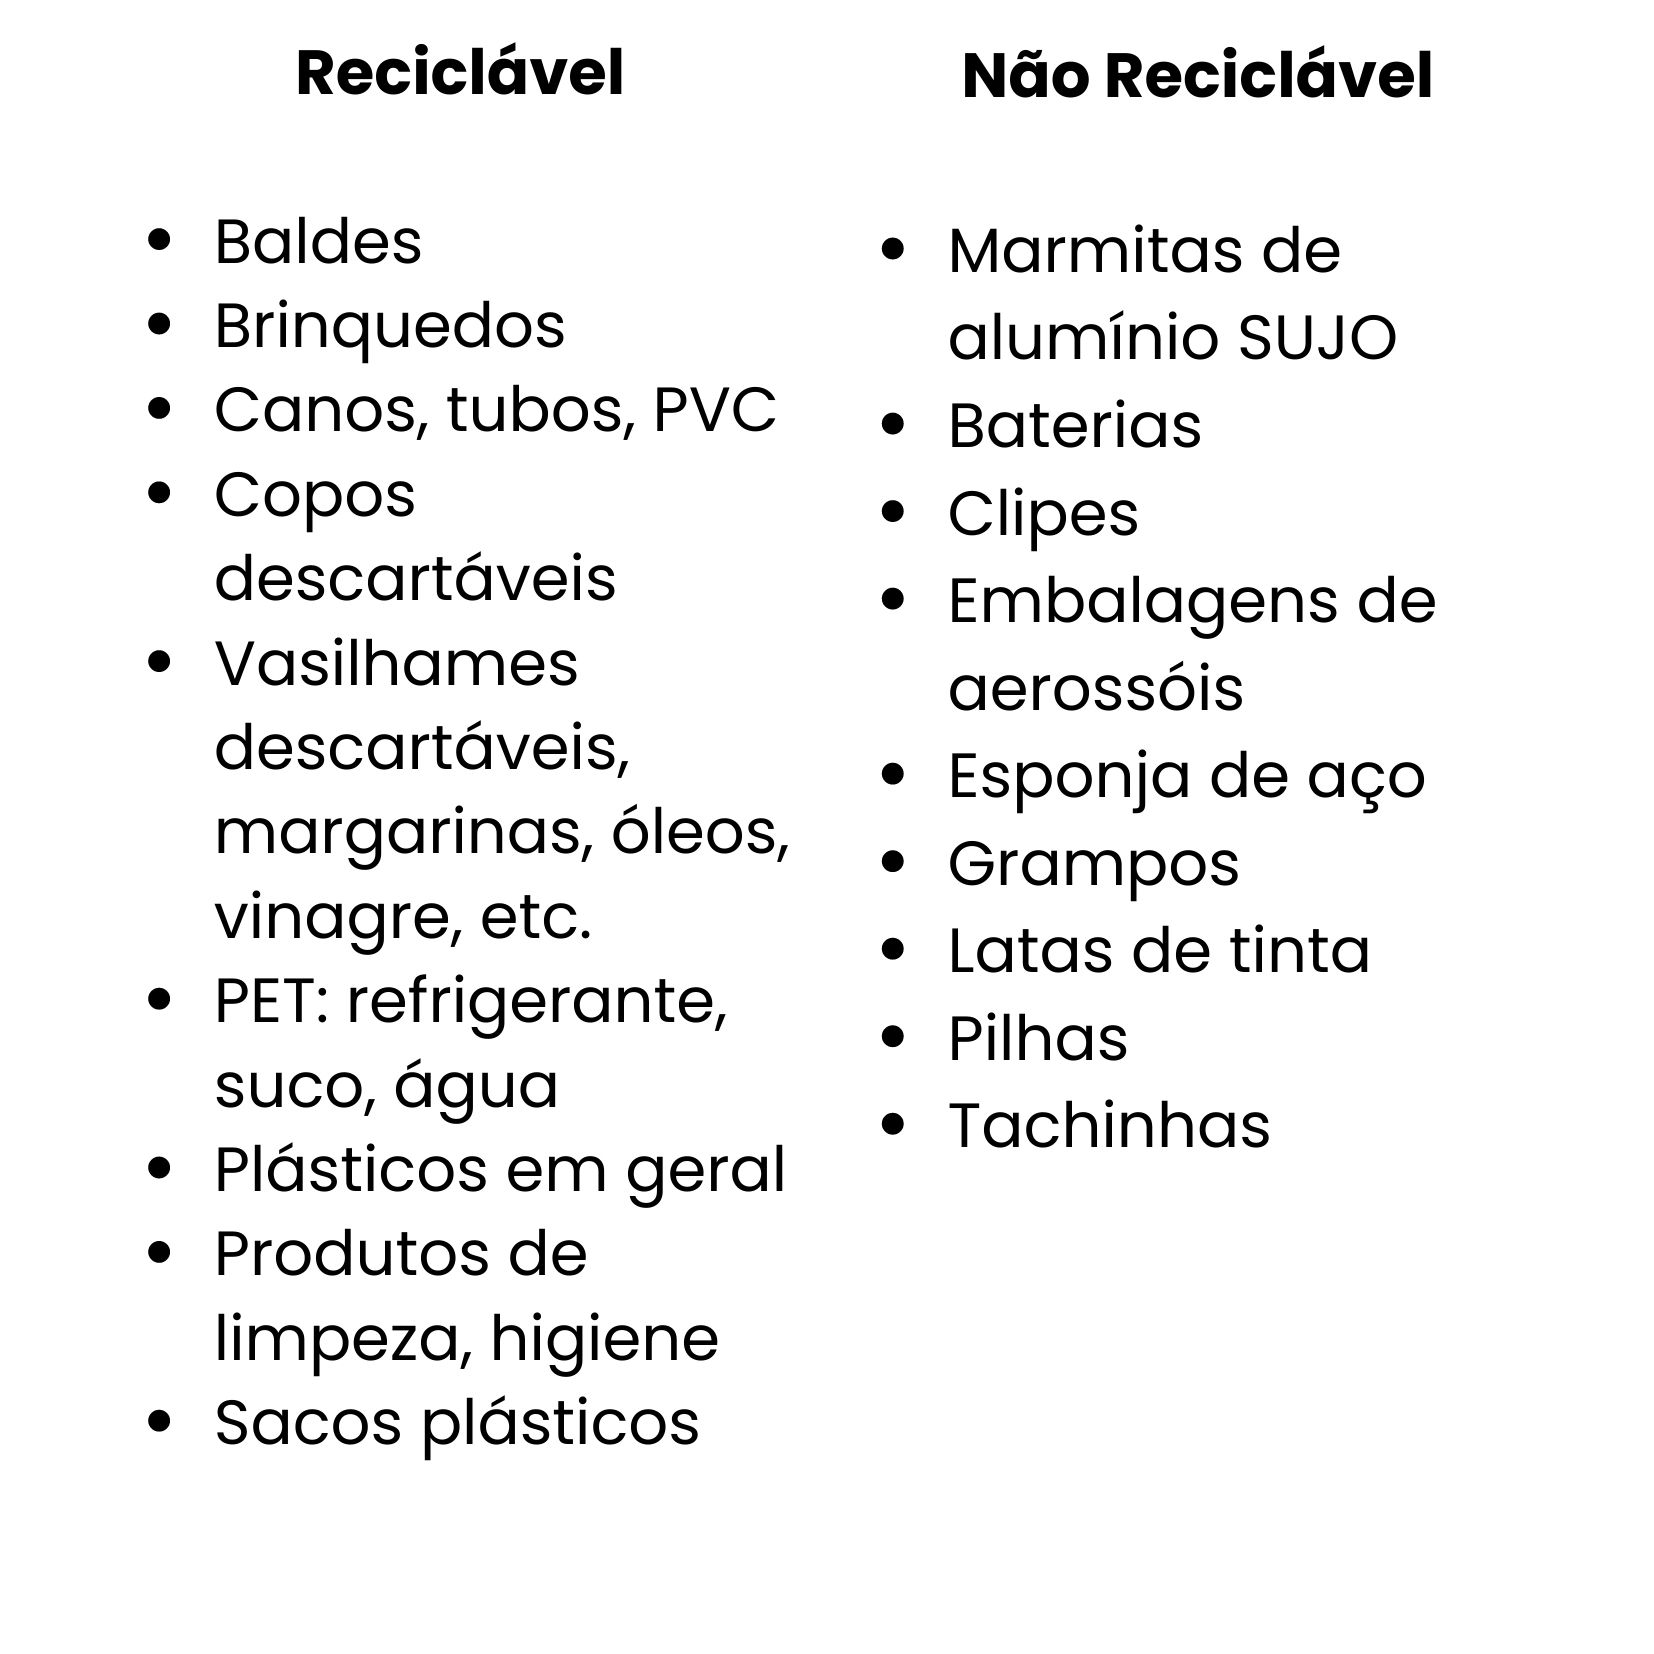 Reciclável
• Baldes
• Brinquedos
• Canos, tubos, PVC
• Copos
descartáveis
• Vasilhames
descartáveis,
margarinas, óleos,
vinagre, etc.
• PET: refrigerante,
suco, água
• Plásticos em geral
• Produtos de
limpeza, higiene
• Sacos plásticos
Não Reciclável
• Marmitas de
alumínio SUJO
• Baterias
• Clipes
• Embalagens de
aerossóis
• Esponja de aço
• Grampos
• Latas de tinta
• Pilhas
• Tachinhas